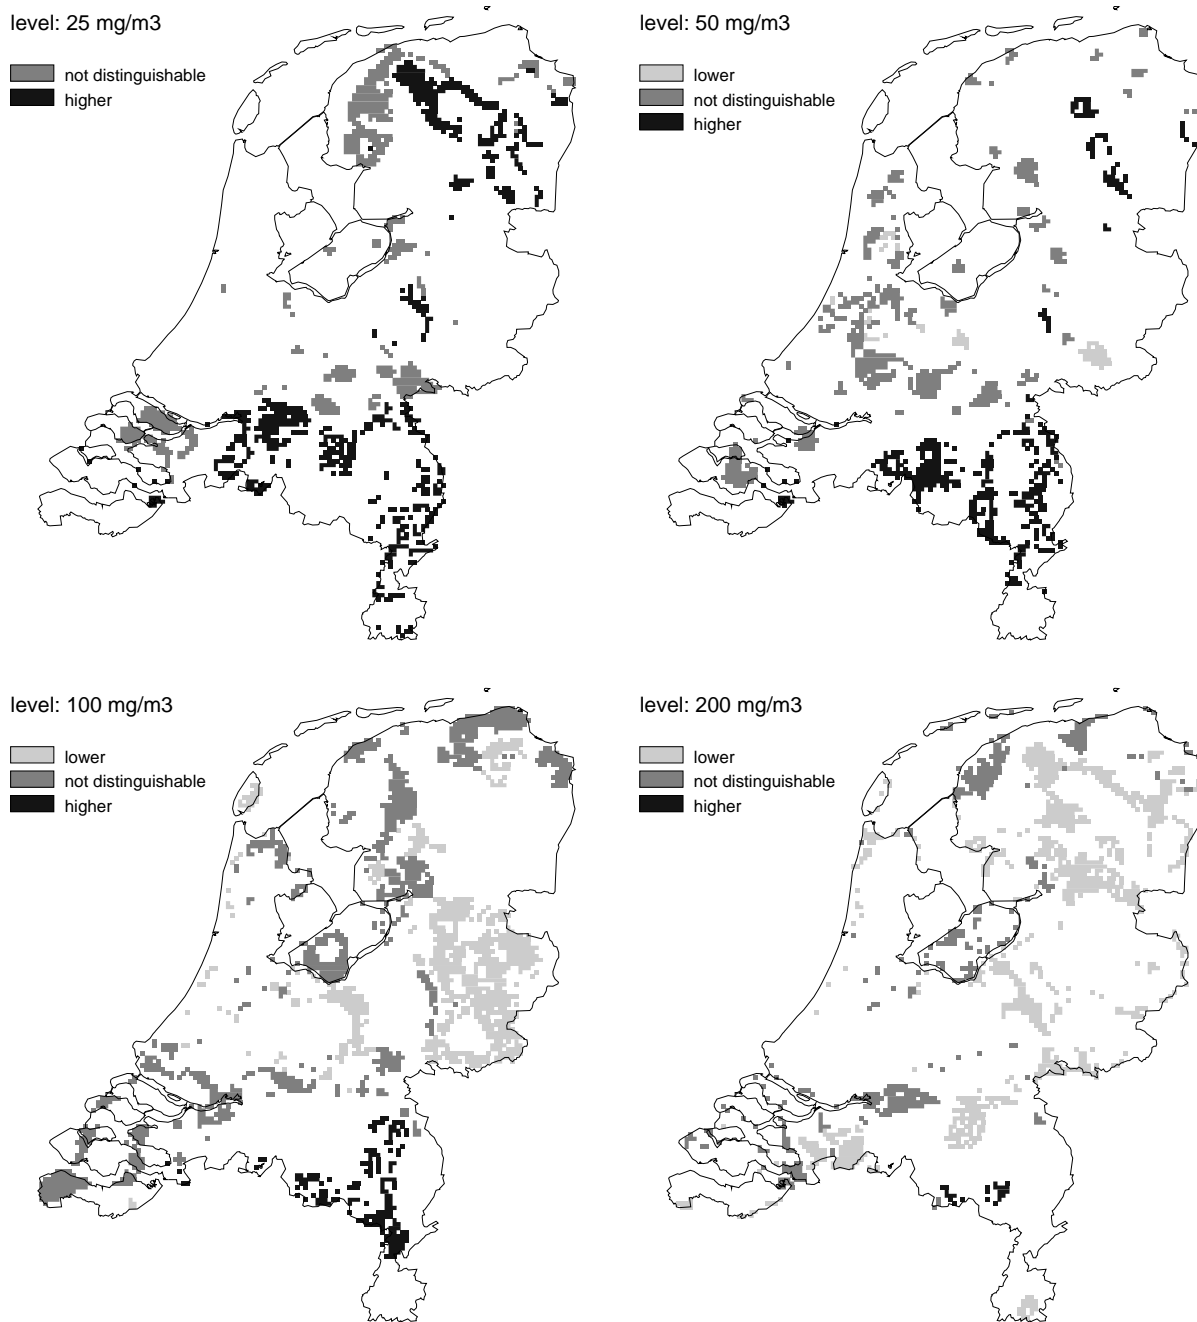 level: 25 mg/m3
not distinguishable
higher
level: 50 mg/m3
lower
not distinguishable
higher
level: 100 mg/m3
lower
not distinguishable
higher
level: 200 mg/m3
lower
not distinguishable
higher